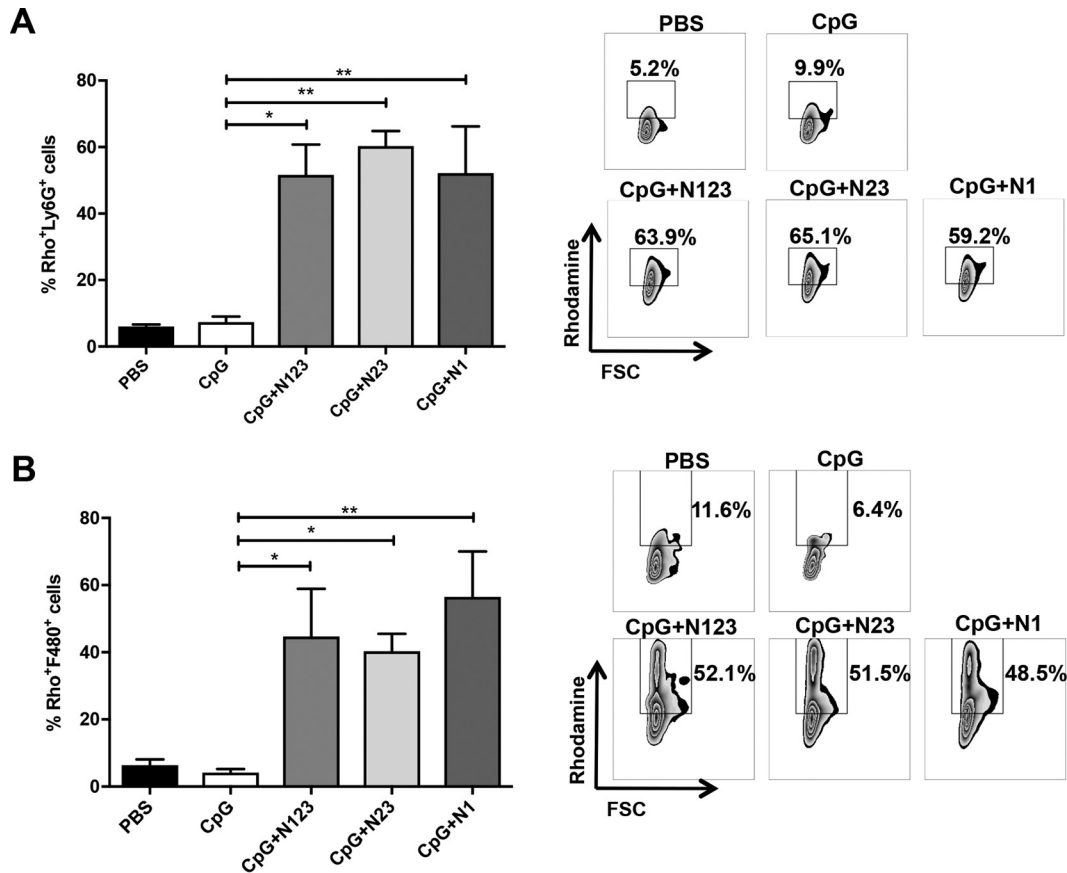 A
% Rho+Ly6G+ cells
80
60
40
20
0
*
**
**
PBS
CpG
CpG+N123
CpG+N23
CpG+N1
PBS
CpG
5.2%
9.9%
CpG+N123
CpG+N23
CpG+N1
63.9%
65.1%
59.2%
Rhodamine
FSC
B
% Rho+F480+ cells
80
60
40
20
0
**
*
*
PBS
CpG
CpG+N123
CpG+N23
CpG+N1
PBS
CpG
11.6%
6.4%
CpG+N123
CpG+N23
CpG+N1
52.1%
51.5%
48.5%
Rhodamine
FSC